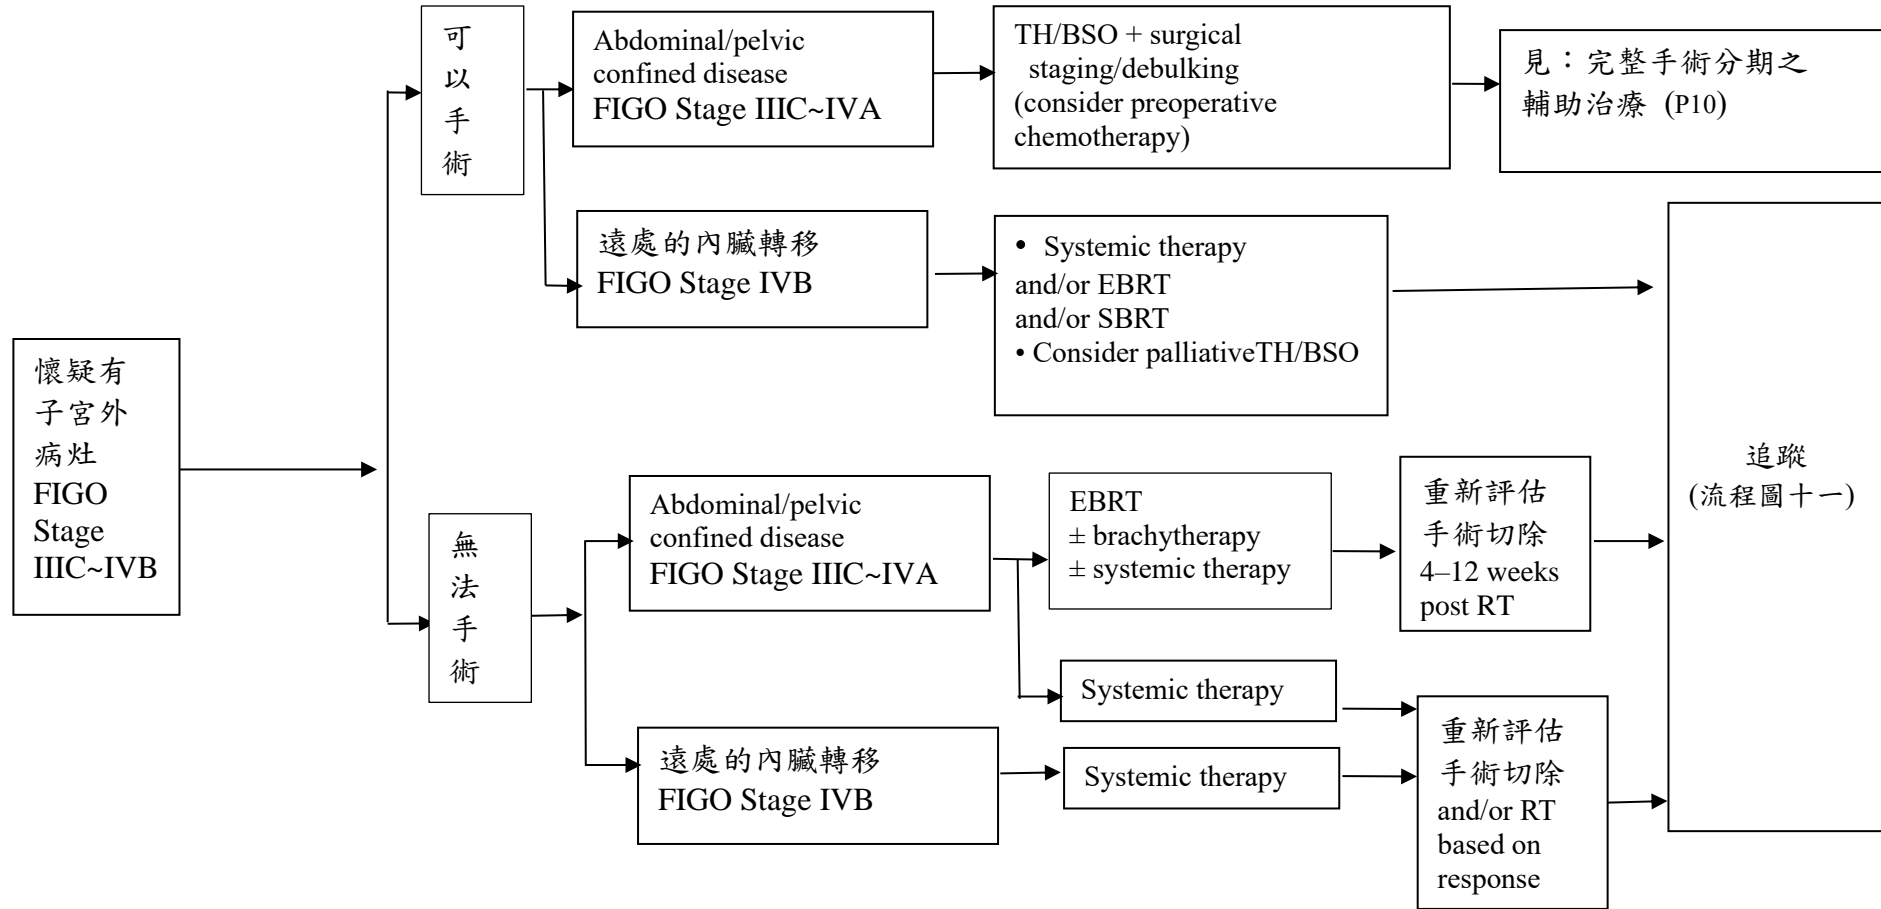 懷疑有
子宮外
病灶
FIGO
Stage
IIIC~IVB
可
以
手
術
Abdominal/pelvic
confined disease
FIGO Stage IIIC~IVA
TH/BSO + surgical
staging/debulking
(consider preoperative
chemotherapy)
見：完整手術分期之
輔助治療 (P10)
遠處的內臟轉移
FIGO Stage IVB
• Systemic therapy
and/or EBRT
and/or SBRT
• Consider palliativeTH/BSO
無
法
手
術
Abdominal/pelvic
confined disease
FIGO Stage IIIC~IVA
EBRT
± brachytherapy
± systemic therapy
重新評估
手術切除
4–12 weeks
post RT
Systemic therapy
遠處的內臟轉移
FIGO Stage IVB
Systemic therapy
重新評估
手術切除
and/or RT
based on
response
追蹤
(流程圖十一)